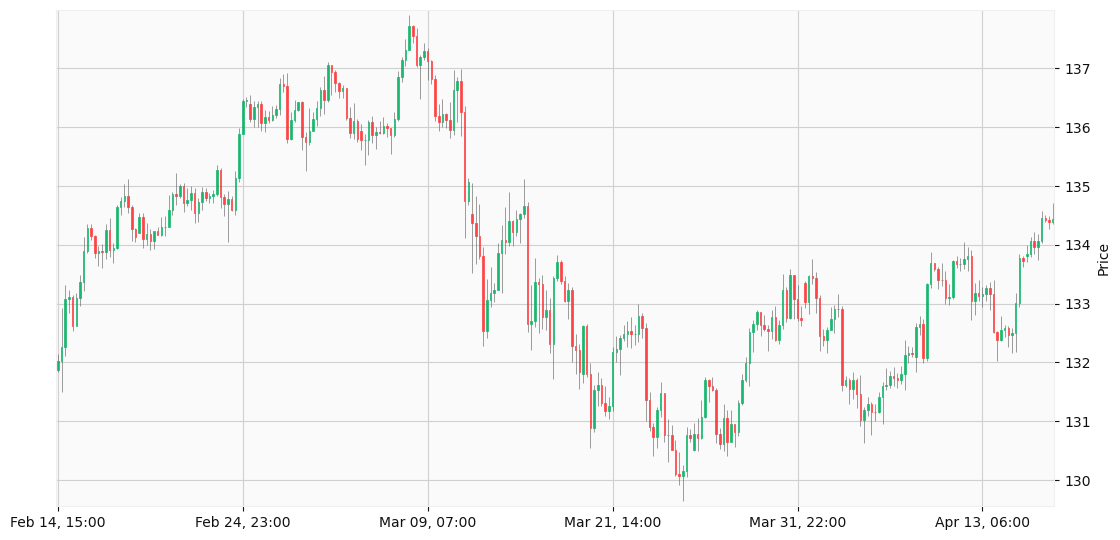 137
136
135
134
133
132
131
130
Price
Feb 14, 15:00
Feb 24, 23:00
Mar 09, 07:00
Mar 21, 14:00
Mar 31, 22:00
Apr 13, 06:00